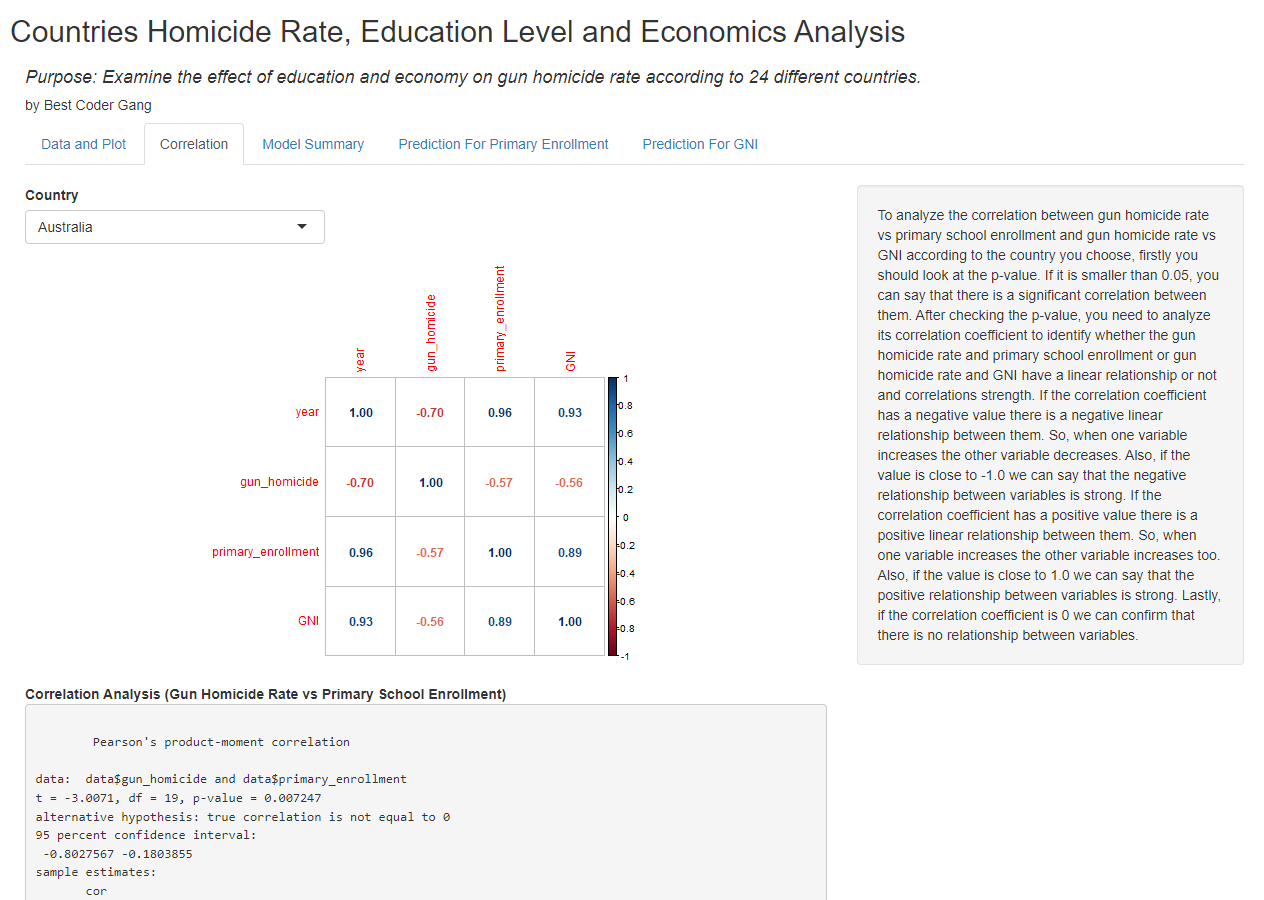 Countries Homicide Rate, Education Level and Economics Analysis
Purpose: Examine the effect of education and economy on gun homicide rate according to 24 different countries.
by Best Coder Gang
Data and Plot
Correlation
Model Summary
Prediction For Primary Enrollment
Prediction For GNI
Country
Australia
year
gun_homicide
primary_enrollment
GNI
year 1.00 -0.70 0.96 0.93
gun_homicide -0.70 1.00 -0.57 -0.56
primary_enrollment 0.96 -0.57 1.00 0.89
GNI 0.93 -0.56 0.89 1.00
1
0.8
0.6
0.4
0.2
0
-0.2
-0.4
-0.6
-0.8
-1
To analyze the correlation between gun homicide rate
vs primary school enrollment and gun homicide rate vs
GNI according to the country you choose, firstly you
should look at the p-value. If it is smaller than 0.05, you
can say that there is a significant correlation between
them. After checking the p-value, you need to analyze
its correlation coefficient to identify whether the gun
homicide rate and primary school enrollment or gun
homicide rate and GNI have a linear relationship or not
and correlations strength. If the correlation coefficient
has a negative value there is a negative linear
relationship between them. So, when one variable
increases the other variable decreases. Also, if the
value is close to -1.0 we can say that the negative
relationship between variables is strong. If the
correlation coefficient has a positive value there is a
positive linear relationship between them. So, when
one variable increases the other variable increases too.
Also, if the value is close to 1.0 we can say that the
positive relationship between variables is strong. Lastly,
if the correlation coefficient is 0 we can confirm that
there is no relationship between variables.
Correlation Analysis (Gun Homicide Rate vs Primary School Enrollment)
Pearson's product-moment correlation
data:  data$gun_homicide and data$primary_enrollment
t = -3.0071, df = 19, p-value = 0.007247
alternative hypothesis: true correlation is not equal to 0
95 percent confidence interval:
-0.8027567 -0.1803855
sample estimates:
cor